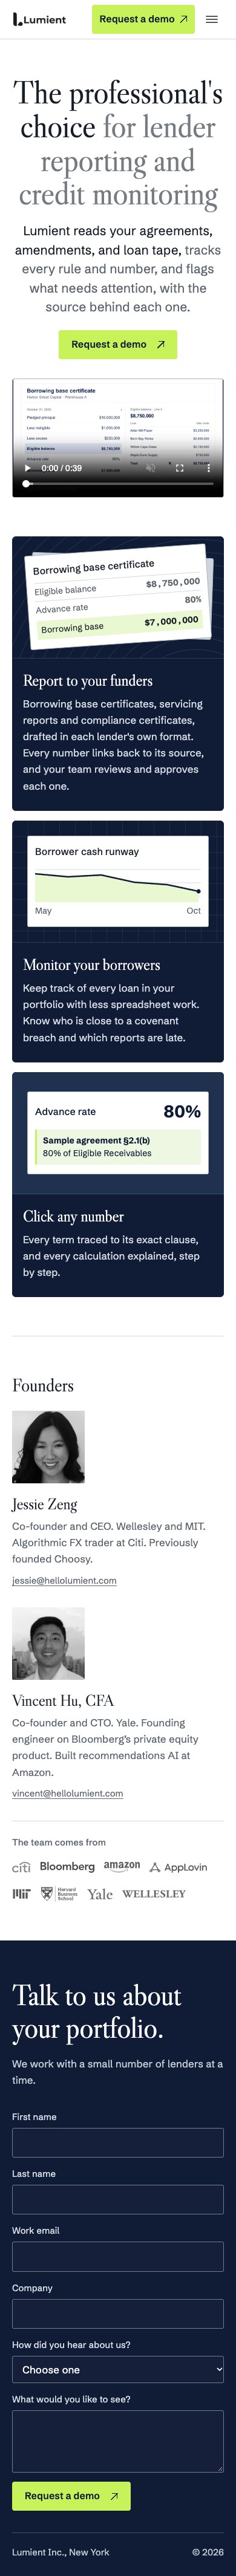 Lumient
Request a demo
The professional's
choice for lender
reporting and
credit monitoring
Lumient reads your agreements,
amendments, and loan tape, tracks
every rule and number, and flags
what needs attention, with the
source behind each one.
Request a demo
Borrowing base certificate
0:00 / 0:39
Borrowing base certificate
Eligible balance $8,750,000
Advance rate 80%
Borrowing base $7,000,000
Report to your funders
Borrowing base certificates, servicing
reports and compliance certificates,
drafted in each lender's own format.
Every number links back to its source,
and your team reviews and approves
each one.
Borrower cash runway
May Oct
Monitor your borrowers
Keep track of every loan in your
portfolio with less spreadsheet work.
Know who is close to a covenant
breach and which reports are late.
Advance rate 80%
Sample agreement §2.1(b)
80% of Eligible Receivables
Click any number
Every term traced to its exact clause,
and every calculation explained, step
by step.
Founders
Jessie Zeng
Co-founder and CEO. Wellesley and MIT.
Algorithmic FX trader at Citi. Previously
founded Choosy.
jessie@hellolumient.com
Vincent Hu, CFA
Co-founder and CTO. Yale. Founding
engineer on Bloomberg's private equity
product. Built recommendations AI at
Amazon.
vincent@hellolumient.com
The team comes from
citi Bloomberg amazon AppLovin
MIT Harvard Business School Yale WELLESLEY
Talk to us about
your portfolio.
We work with a small number of lenders at a
time.
First name
Last name
Work email
Company
How did you hear about us?
Choose one
What would you like to see?
Request a demo
Lumient Inc., New York © 2026